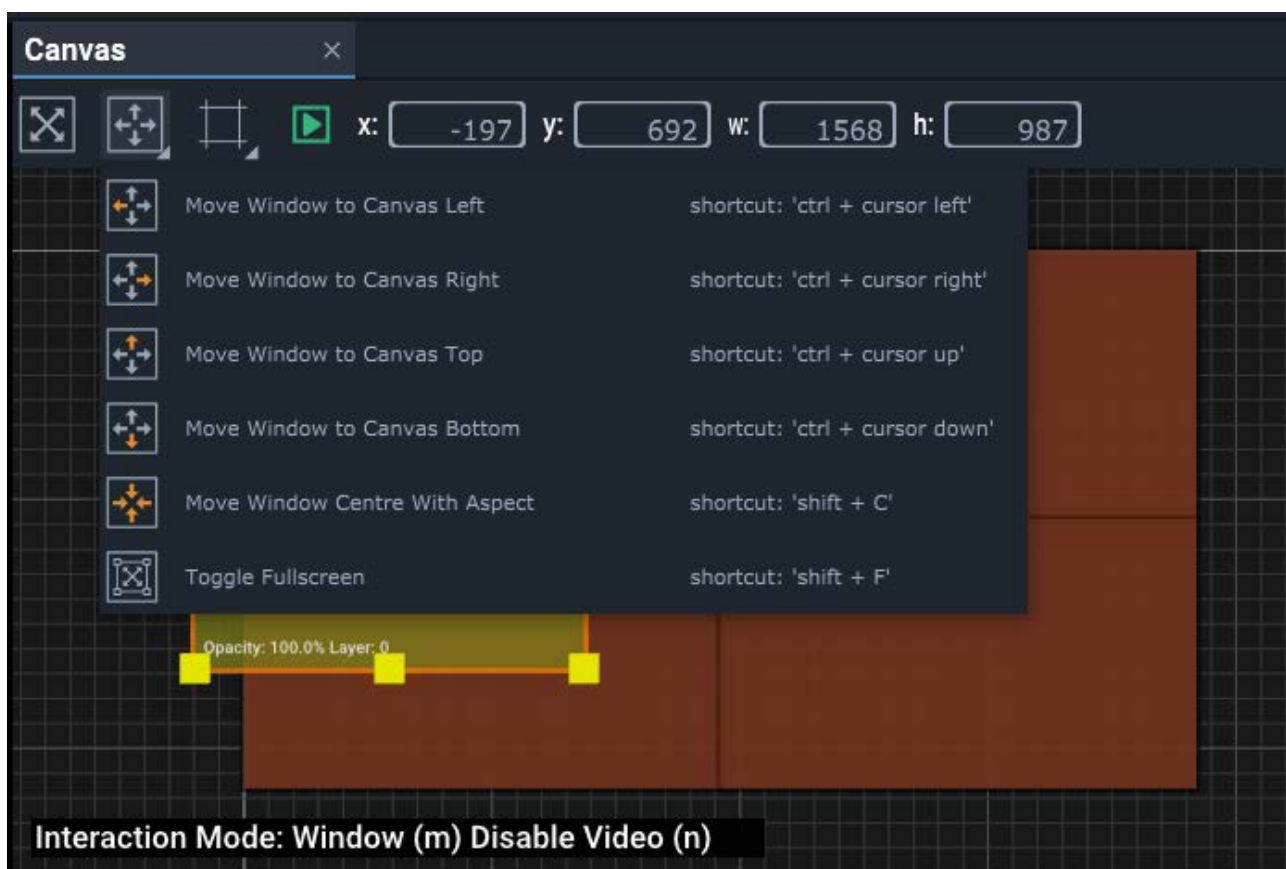 Canvas
x: -197 y: 692 w: 1568 h: 987
Move Window to Canvas Left shortcut: 'ctrl + cursor left'
Move Window to Canvas Right shortcut: 'ctrl + cursor right'
Move Window to Canvas Top shortcut: 'ctrl + cursor up'
Move Window to Canvas Bottom shortcut: 'ctrl + cursor down'
Move Window Centre With Aspect shortcut: 'shift + C'
Toggle Fullscreen shortcut: 'shift + F'
Opacity: 100.0% Layer: 0
Interaction Mode: Window (m) Disable Video (n)